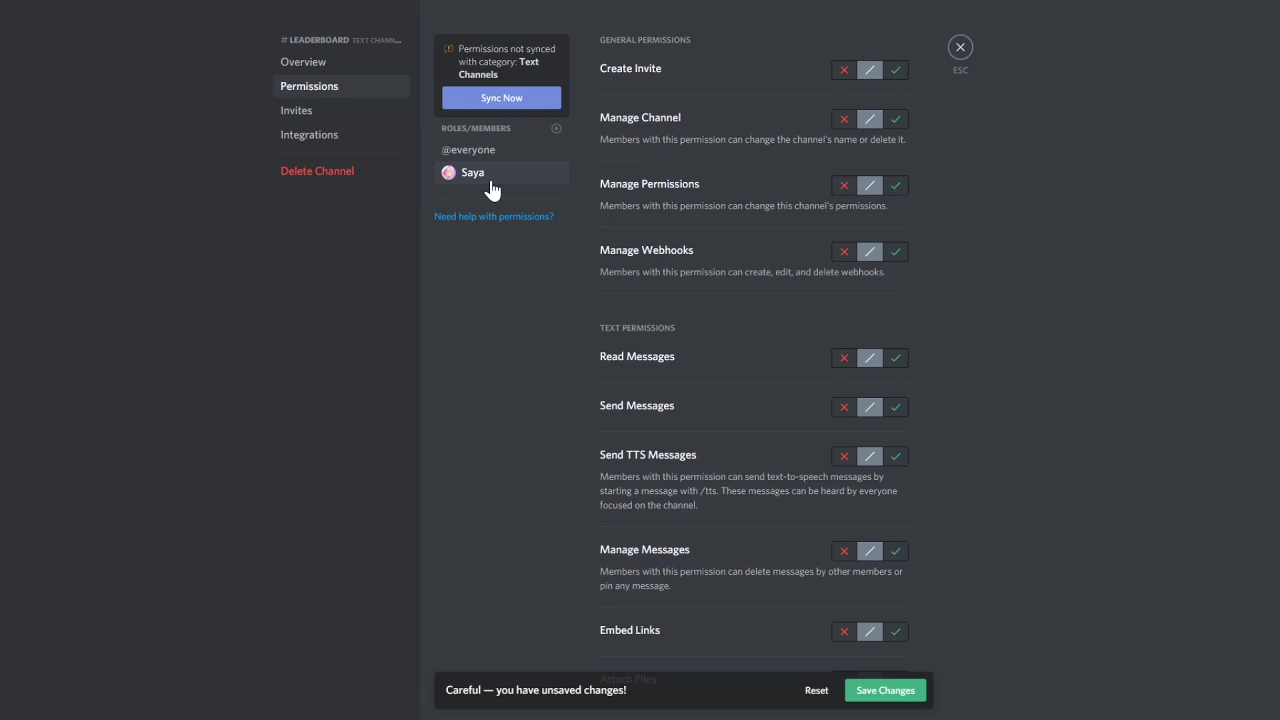 # LEADERBOARD TEXT CHANN...
Overview
Permissions
Invites
Integrations
Delete Channel
Permissions not synced
with category: Text
Channels
Sync Now
ROLES/MEMBERS
@everyone
Saya
Need help with permissions?
GENERAL PERMISSIONS
Create Invite
Manage Channel
Members with this permission can change the channel's name or delete it.
Manage Permissions
Members with this permission can change this channel's permissions.
Manage Webhooks
Members with this permission can create, edit, and delete webhooks.
TEXT PERMISSIONS
Read Messages
Send Messages
Send TTS Messages
Members with this permission can send text-to-speech messages by
starting a message with /tts. These messages can be heard by everyone
focused on the channel.
Manage Messages
Members with this permission can delete messages by other members or
pin any message.
Embed Links
Attach Files
Careful — you have unsaved changes!
Reset
Save Changes
ESC